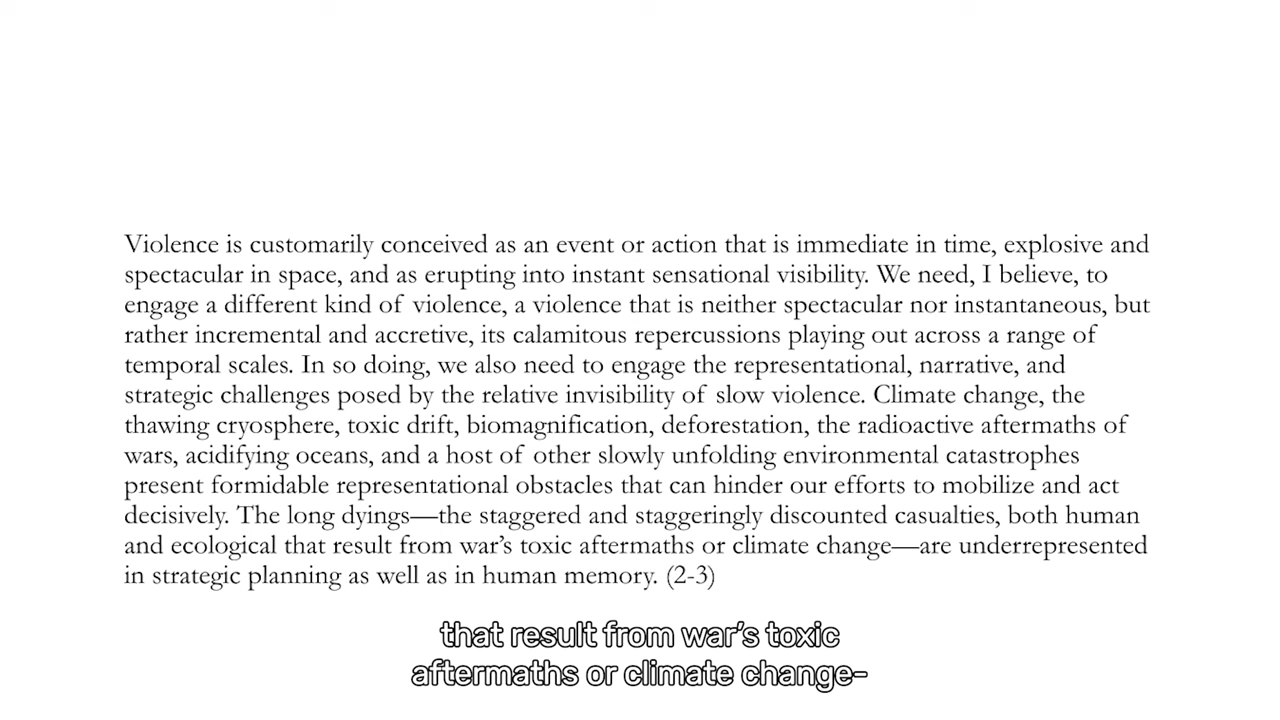 Violence is customarily conceived as an event or action that is immediate in time, explosive and
spectacular in space, and as erupting into instant sensational visibility. We need, I believe, to
engage a different kind of violence, a violence that is neither spectacular nor instantaneous, but
rather incremental and accretive, its calamitous repercussions playing out across a range of
temporal scales. In so doing, we also need to engage the representational, narrative, and
strategic challenges posed by the relative invisibility of slow violence. Climate change, the
thawing cryosphere, toxic drift, biomagnification, deforestation, the radioactive aftermaths of
wars, acidifying oceans, and a host of other slowly unfolding environmental catastrophes
present formidable representational obstacles that can hinder our efforts to mobilize and act
decisively. The long dyings—the staggered and staggeringly discounted casualties, both human
and ecological that result from war’s toxic aftermaths or climate change—are underrepresented
in strategic planning as well as in human memory. (2-3)
that result from war’s toxic
aftermaths or climate change-